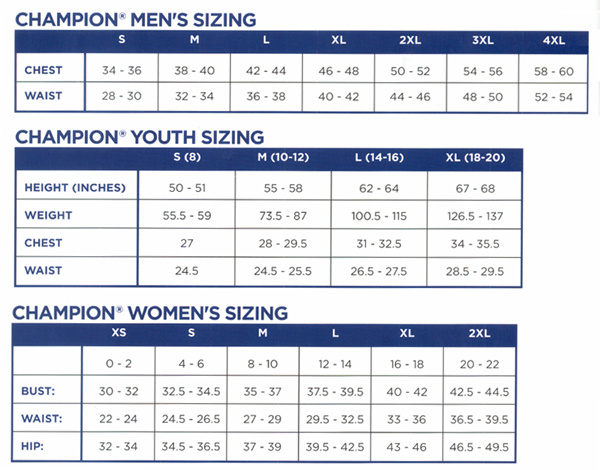 CHAMPION® MEN'S SIZING
S M L XL 2XL 3XL 4XL
CHEST 34 - 36 38 - 40 42 - 44 46 - 48 50 - 52 54 - 56 58 - 60
WAIST 28 - 30 32 - 34 36 - 38 40 - 42 44 - 46 48 - 50 52 - 54
CHAMPION® YOUTH SIZING
S (8) M (10-12) L (14-16) XL (18-20)
HEIGHT (INCHES) 50 - 51 55 - 58 62 - 64 67 - 68
WEIGHT 55.5 - 59 73.5 - 87 100.5 - 115 126.5 - 137
CHEST 27 28 - 29.5 31 - 32.5 34 - 35.5
WAIST 24.5 24.5 - 25.5 26.5 - 27.5 28.5 - 29.5
CHAMPION® WOMEN'S SIZING
XS S M L XL 2XL
0 - 2 4 - 6 8 - 10 12 - 14 16 - 18 20 - 22
BUST: 30 - 32 32.5 - 34.5 35 - 37 37.5 - 39.5 40 - 42 42.5 - 44.5
WAIST: 22 - 24 24.5 - 26.5 27 - 29 29.5 - 32.5 33 - 36 36.5 - 39.5
HIP: 32 - 34 34.5 - 36.5 37 - 39 39.5 - 42.5 43 - 46 46.5 - 49.5